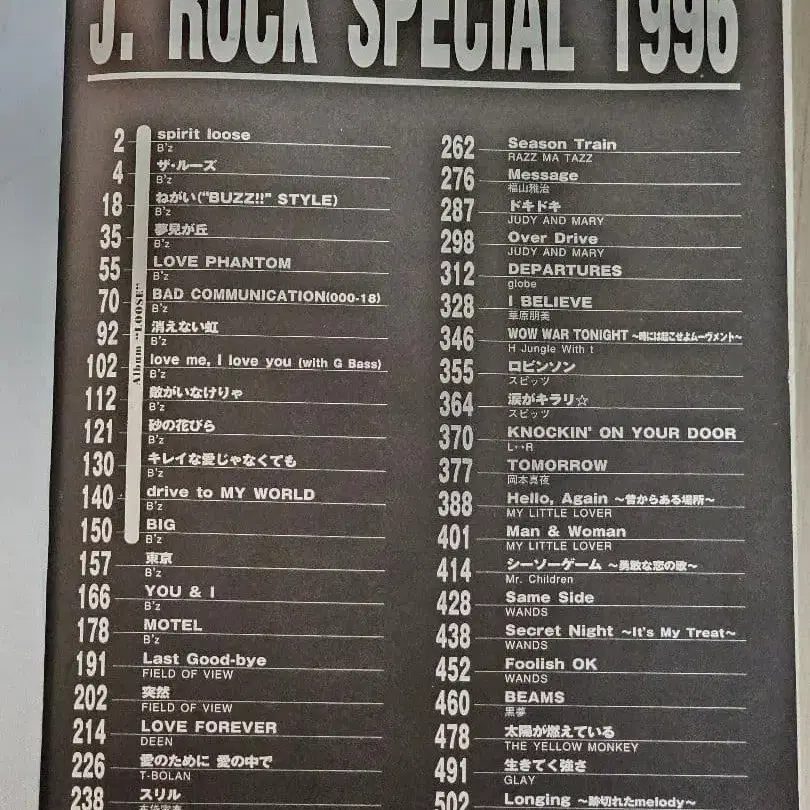 J. ROCK SPECIAL 1996
Album "LOOSE"
2 spirit loose
B'z
4 ザ・ルーズ
B'z
18 ねがい("BUZZ!!" STYLE)
B'z
35 夢見が丘
B'z
55 LOVE PHANTOM
B'z
70 BAD COMMUNICATION(000-18)
B'z
92 消えない虹
B'z
102 love me, I love you (with G Bass)
B'z
112 敵がいなけりゃ
B'z
121 砂の花びら
B'z
130 キレイな愛じゃなくても
B'z
140 drive to MY WORLD
B'z
150 BIG
B'z
157 東京
B'z
166 YOU & I
B'z
178 MOTEL
B'z
191 Last Good-bye
FIELD OF VIEW
202 突然
FIELD OF VIEW
214 LOVE FOREVER
DEEN
226 愛のために 愛の中で
T-BOLAN
238 スリル
262 Season Train
RAZZ MA TAZZ
276 Message
福山雅治
287 ドキドキ
JUDY AND MARY
298 Over Drive
JUDY AND MARY
312 DEPARTURES
globe
328 I BELIEVE
華原朋美
346 WOW WAR TONIGHT ～時には起こせよムーヴメント～
H Jungle With t
355 ロビンソン
スピッツ
364 涙がキラリ☆
スピッツ
370 KNOCKIN' ON YOUR DOOR
L↔R
377 TOMORROW
岡本真夜
388 Hello, Again ～昔からある場所～
MY LITTLE LOVER
401 Man & Woman
MY LITTLE LOVER
414 シーソーゲーム ～勇敢な恋の歌～
Mr. Children
428 Same Side
WANDS
438 Secret Night ～It's My Treat～
WANDS
452 Foolish OK
WANDS
460 BEAMS
黒夢
478 太陽が燃えている
THE YELLOW MONKEY
491 生きてく強さ
GLAY
502 Longing ～跡切れたmelody～